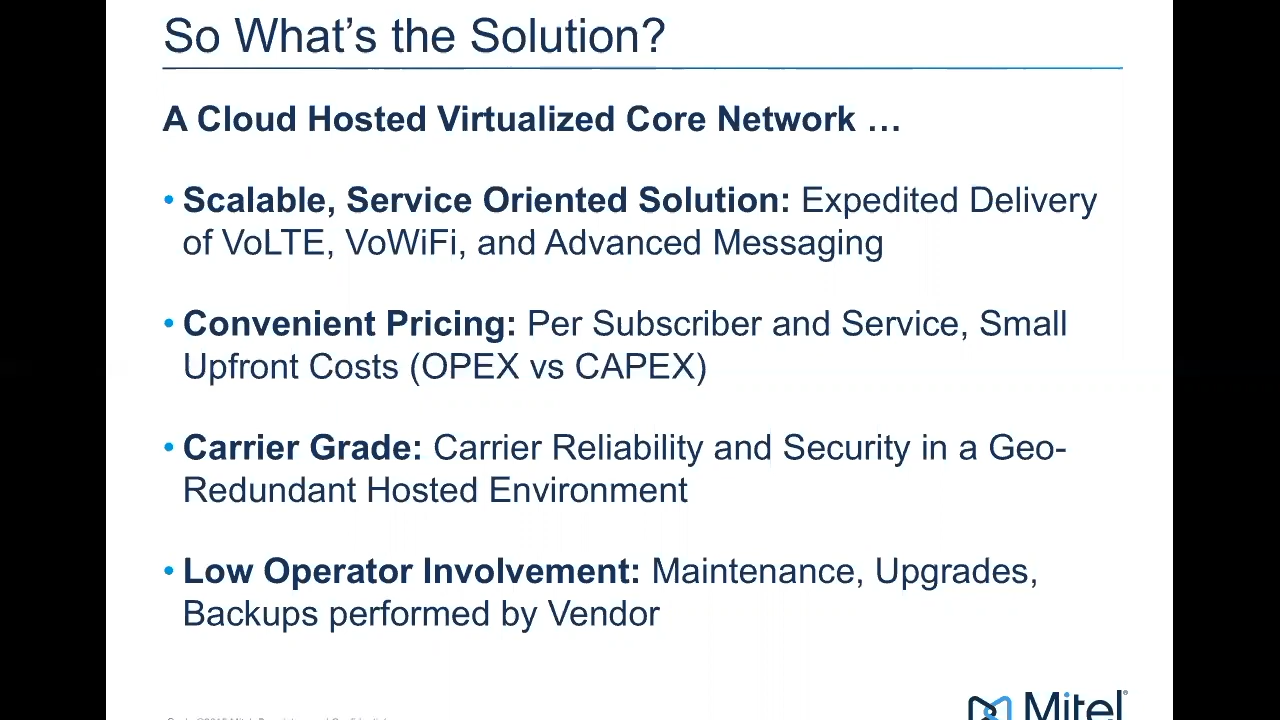 So What's the Solution?
A Cloud Hosted Virtualized Core Network …
• Scalable, Service Oriented Solution: Expedited Delivery
of VoLTE, VoWiFi, and Advanced Messaging
• Convenient Pricing: Per Subscriber and Service, Small
Upfront Costs (OPEX vs CAPEX)
• Carrier Grade: Carrier Reliability and Security in a Geo-
Redundant Hosted Environment
• Low Operator Involvement: Maintenance, Upgrades,
Backups performed by Vendor
Mitel®